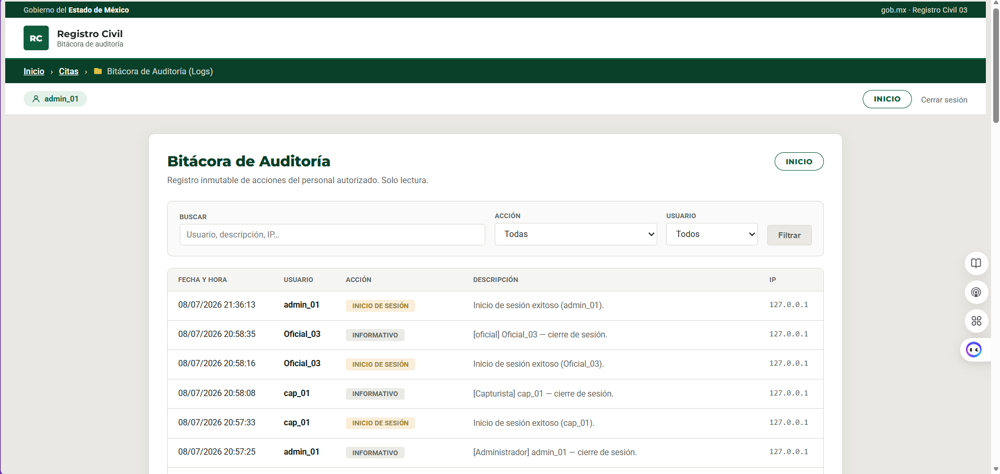 Gobierno del Estado de México
gob.mx · Registro Civil 03
RC
Registro Civil
Bitácora de auditoría
Inicio › Citas › Bitácora de Auditoría (Logs)
admin_01
INICIO
Cerrar sesión
Bitácora de Auditoría
INICIO
Registro inmutable de acciones del personal autorizado. Solo lectura.
BUSCAR
ACCIÓN
USUARIO
Usuario, descripción, IP...
Todas
Todos
Filtrar
FECHA Y HORA USUARIO ACCIÓN DESCRIPCIÓN IP
08/07/2026 21:36:13 admin_01 INICIO DE SESIÓN Inicio de sesión exitoso (admin_01). 127.0.0.1
08/07/2026 20:58:35 Oficial_03 INFORMATIVO [oficial] Oficial_03 — cierre de sesión. 127.0.0.1
08/07/2026 20:58:16 Oficial_03 INICIO DE SESIÓN Inicio de sesión exitoso (Oficial_03). 127.0.0.1
08/07/2026 20:58:08 cap_01 INFORMATIVO [Capturista] cap_01 — cierre de sesión. 127.0.0.1
08/07/2026 20:57:33 cap_01 INICIO DE SESIÓN Inicio de sesión exitoso (cap_01). 127.0.0.1
08/07/2026 20:57:25 admin_01 INFORMATIVO [Administrador] admin_01 — cierre de sesión. 127.0.0.1